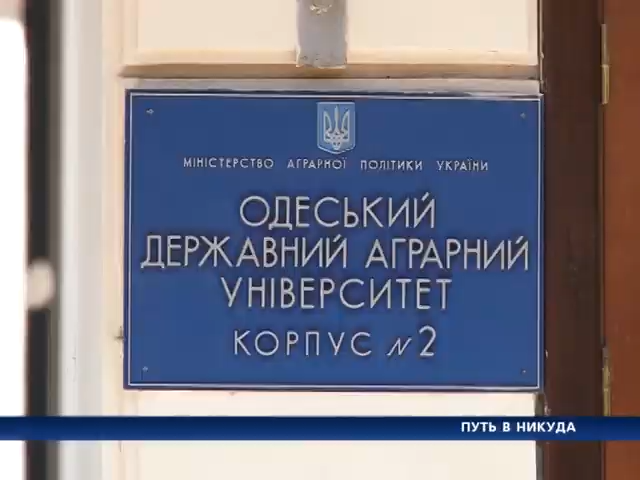 МІНІСТЕРСТВО АГРАРНОЇ ПОЛІТИКИ УКРАЇНИ
ОДЕСЬКИЙ
ДЕРЖАВНИЙ АГРАРНИЙ
УНІВЕРСИТЕТ
КОРПУС №2
ПУТЬ В НИКУДА